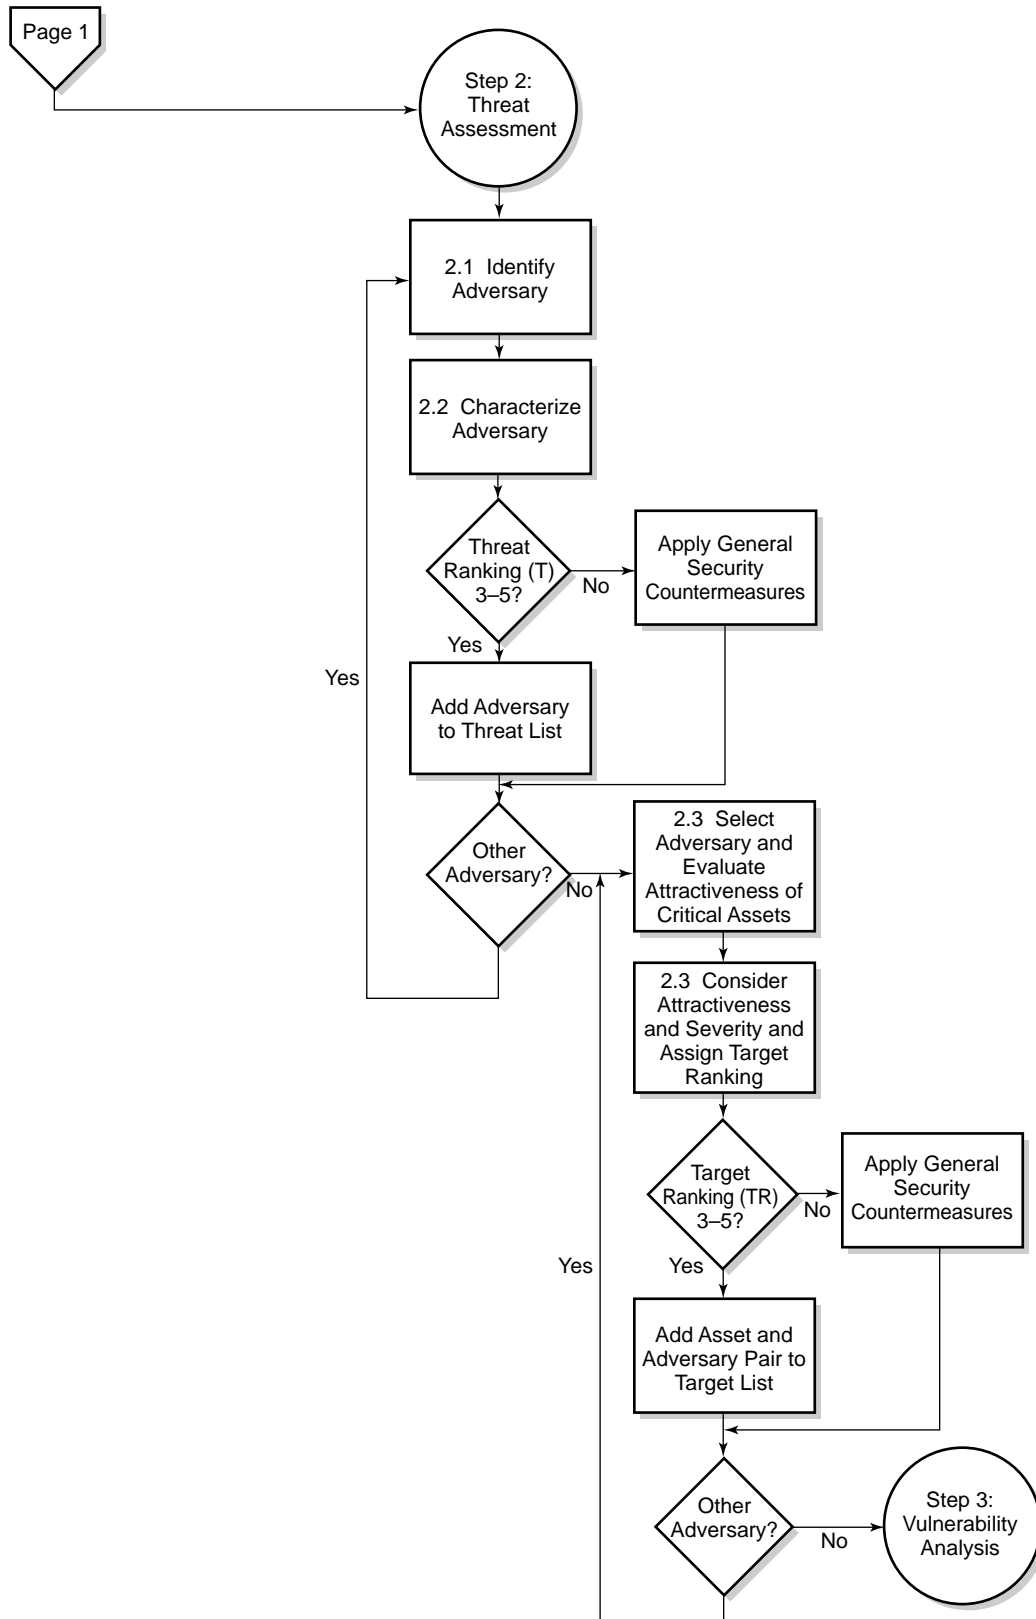 Page 1
Step 2:
Threat
Assessment
2.1 Identify
Adversary
2.2 Characterize
Adversary
Threat
Ranking (T)
3–5?
No
Apply General
Security
Countermeasures
Yes
Yes
Add Adversary
to Threat List
Other
Adversary?
No
2.3 Select
Adversary and
Evaluate
Attractiveness of
Critical Assets
2.3 Consider
Attractiveness
and Severity and
Assign Target
Ranking
Target
Ranking (TR)
3–5?
No
Apply General
Security
Countermeasures
Yes
Yes
Add Asset and
Adversary Pair to
Target List
Other
Adversary?
No
Step 3:
Vulnerability
Analysis